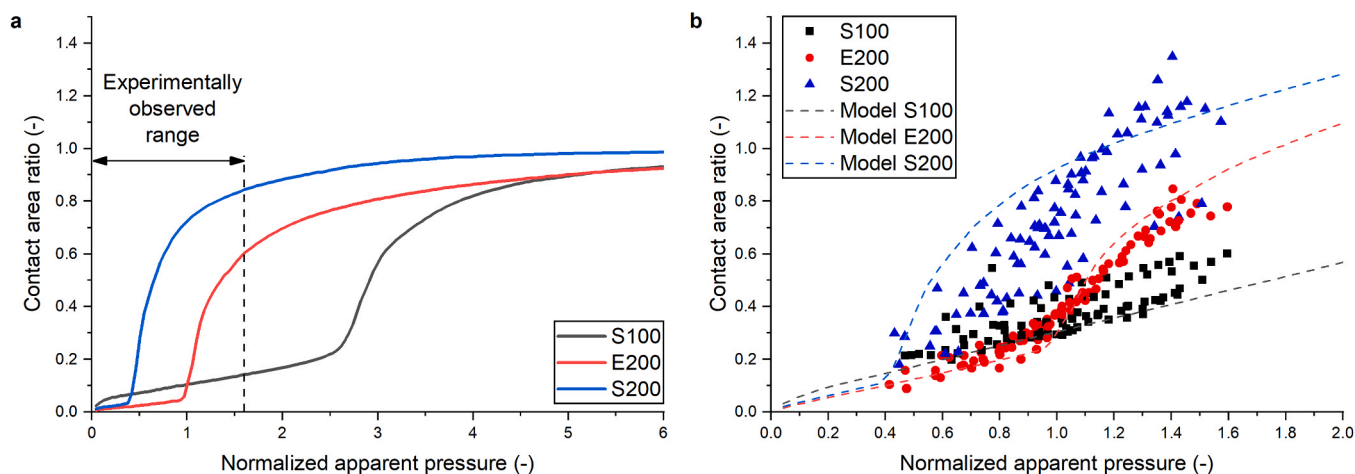 a
1.4
1.2
1.0
0.8
0.6
0.4
0.2
0.0
Contact area ratio (-)
Experimentally
observed
range
S100
E200
S200
0
1
2
3
4
5
6
Normalized apparent pressure (-)
b
1.4
1.2
1.0
0.8
0.6
0.4
0.2
0.0
Contact area ratio (-)
S100
E200
S200
Model S100
Model E200
Model S200
0.0
0.2
0.4
0.6
0.8
1.0
1.2
1.4
1.6
1.8
2.0
Normalized apparent pressure (-)